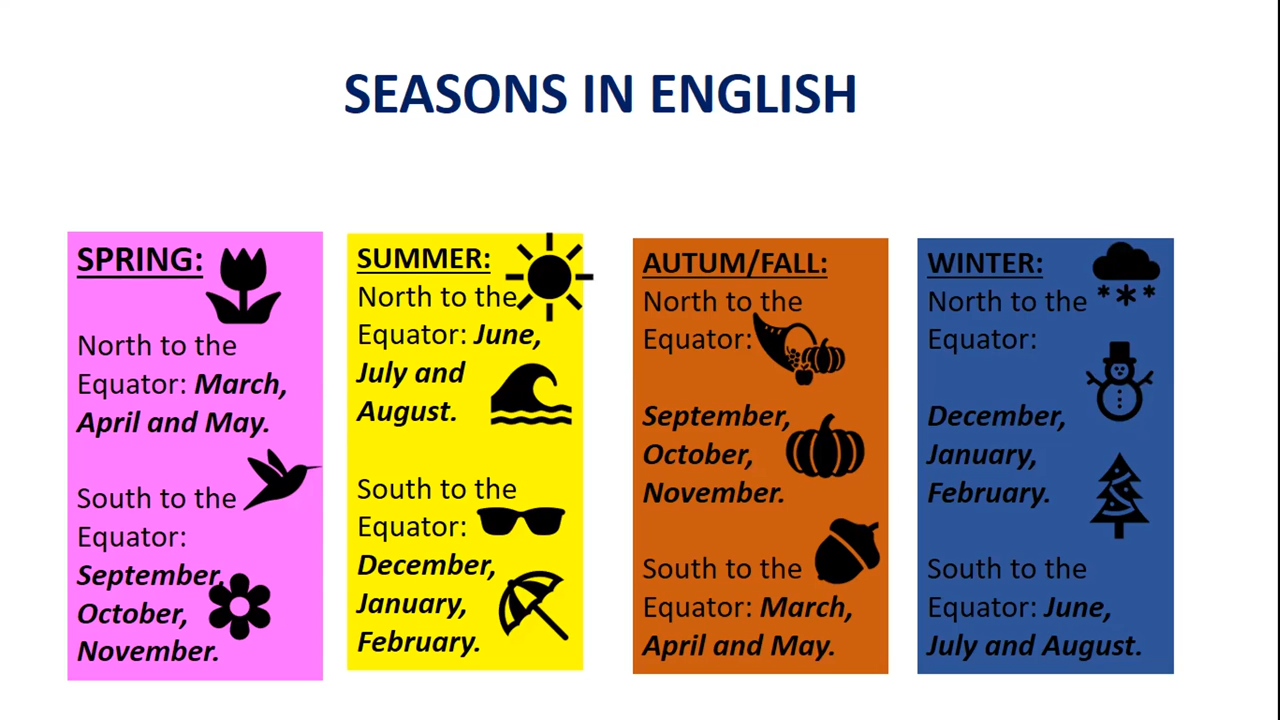 SEASONS IN ENGLISH
SPRING:
North to the
Equator: March,
April and May.
South to the
Equator:
September,
October,
November.
SUMMER:
North to the
Equator: June,
July and
August.
South to the
Equator:
December,
January,
February.
AUTUM/FALL:
North to the
Equator:
September,
October,
November.
South to the
Equator: March,
April and May.
WINTER:
North to the
Equator:
December,
January,
February.
South to the
Equator: June,
July and August.